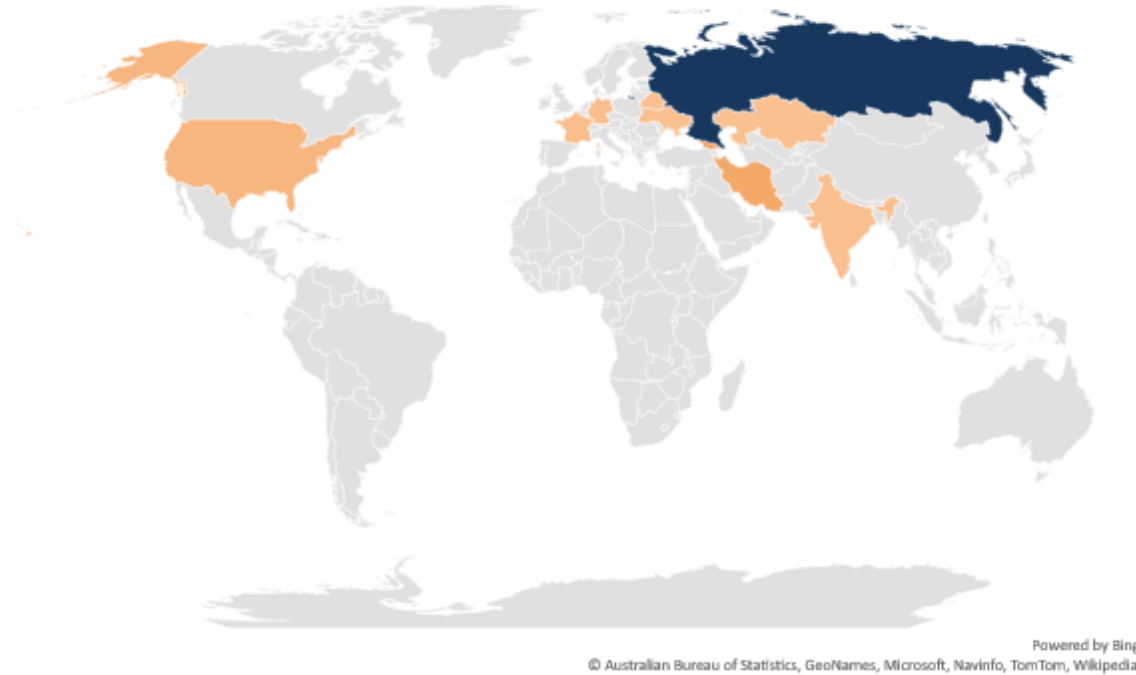 Powered by Bing
© Australian Bureau of Statistics, GeoNames, Microsoft, Navinfo, TomTom, Wikipedia